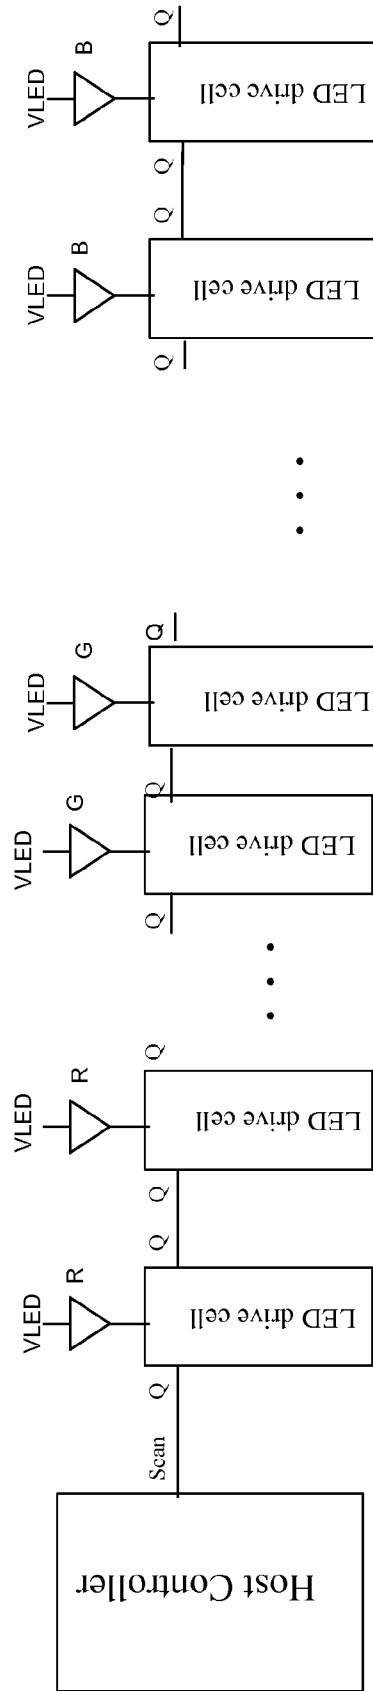 VLED
B
Q
LED drive cell
Q
Q
VLED
B
LED drive cell
Q
VLED
G
Q
LED drive cell
Q
VLED
G
LED drive cell
Q
VLED
R
Q
LED drive cell
Q
Q
VLED
R
LED drive cell
Q
Scan
Host Controller